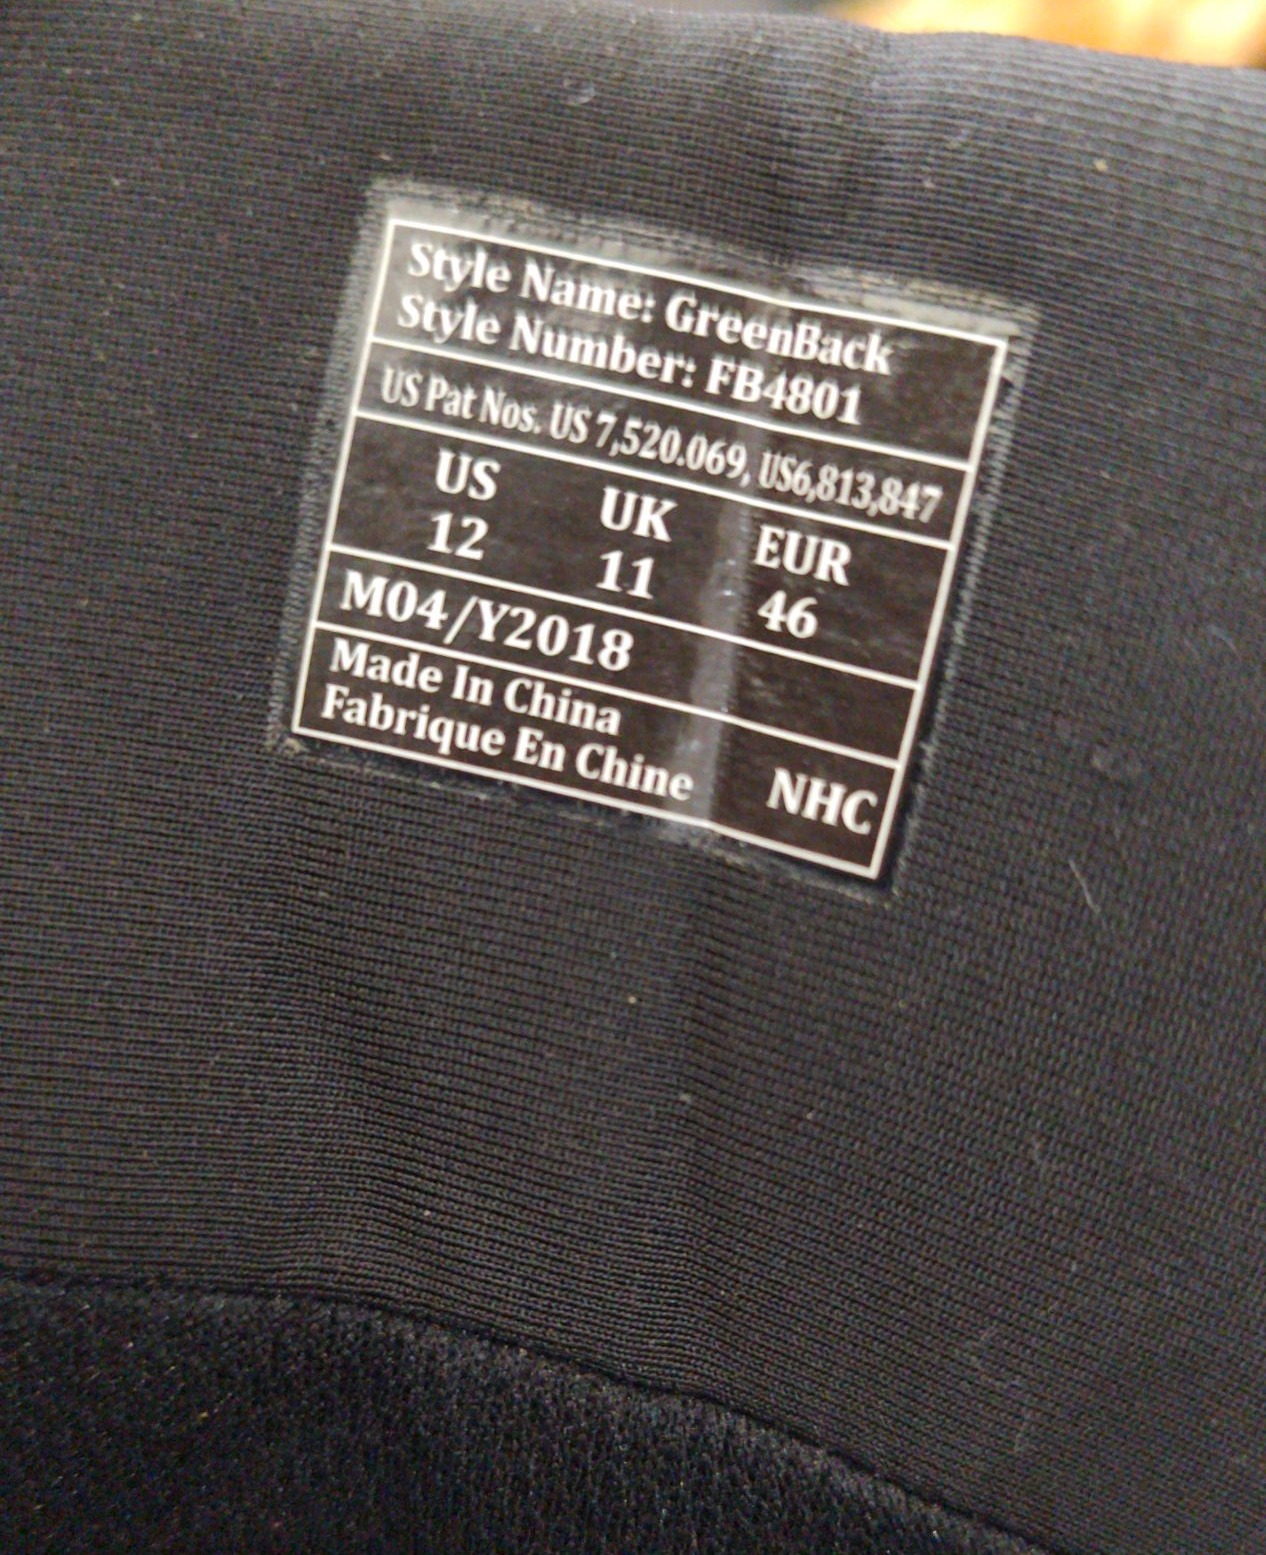 Style Name: GreenBack
Style Number: FB4801
US Pat Nos. US 7,520.069, US6,813,847
US UK EUR
12 11 46
M04/Y2018
Made In China
Fabrique En Chine NHC